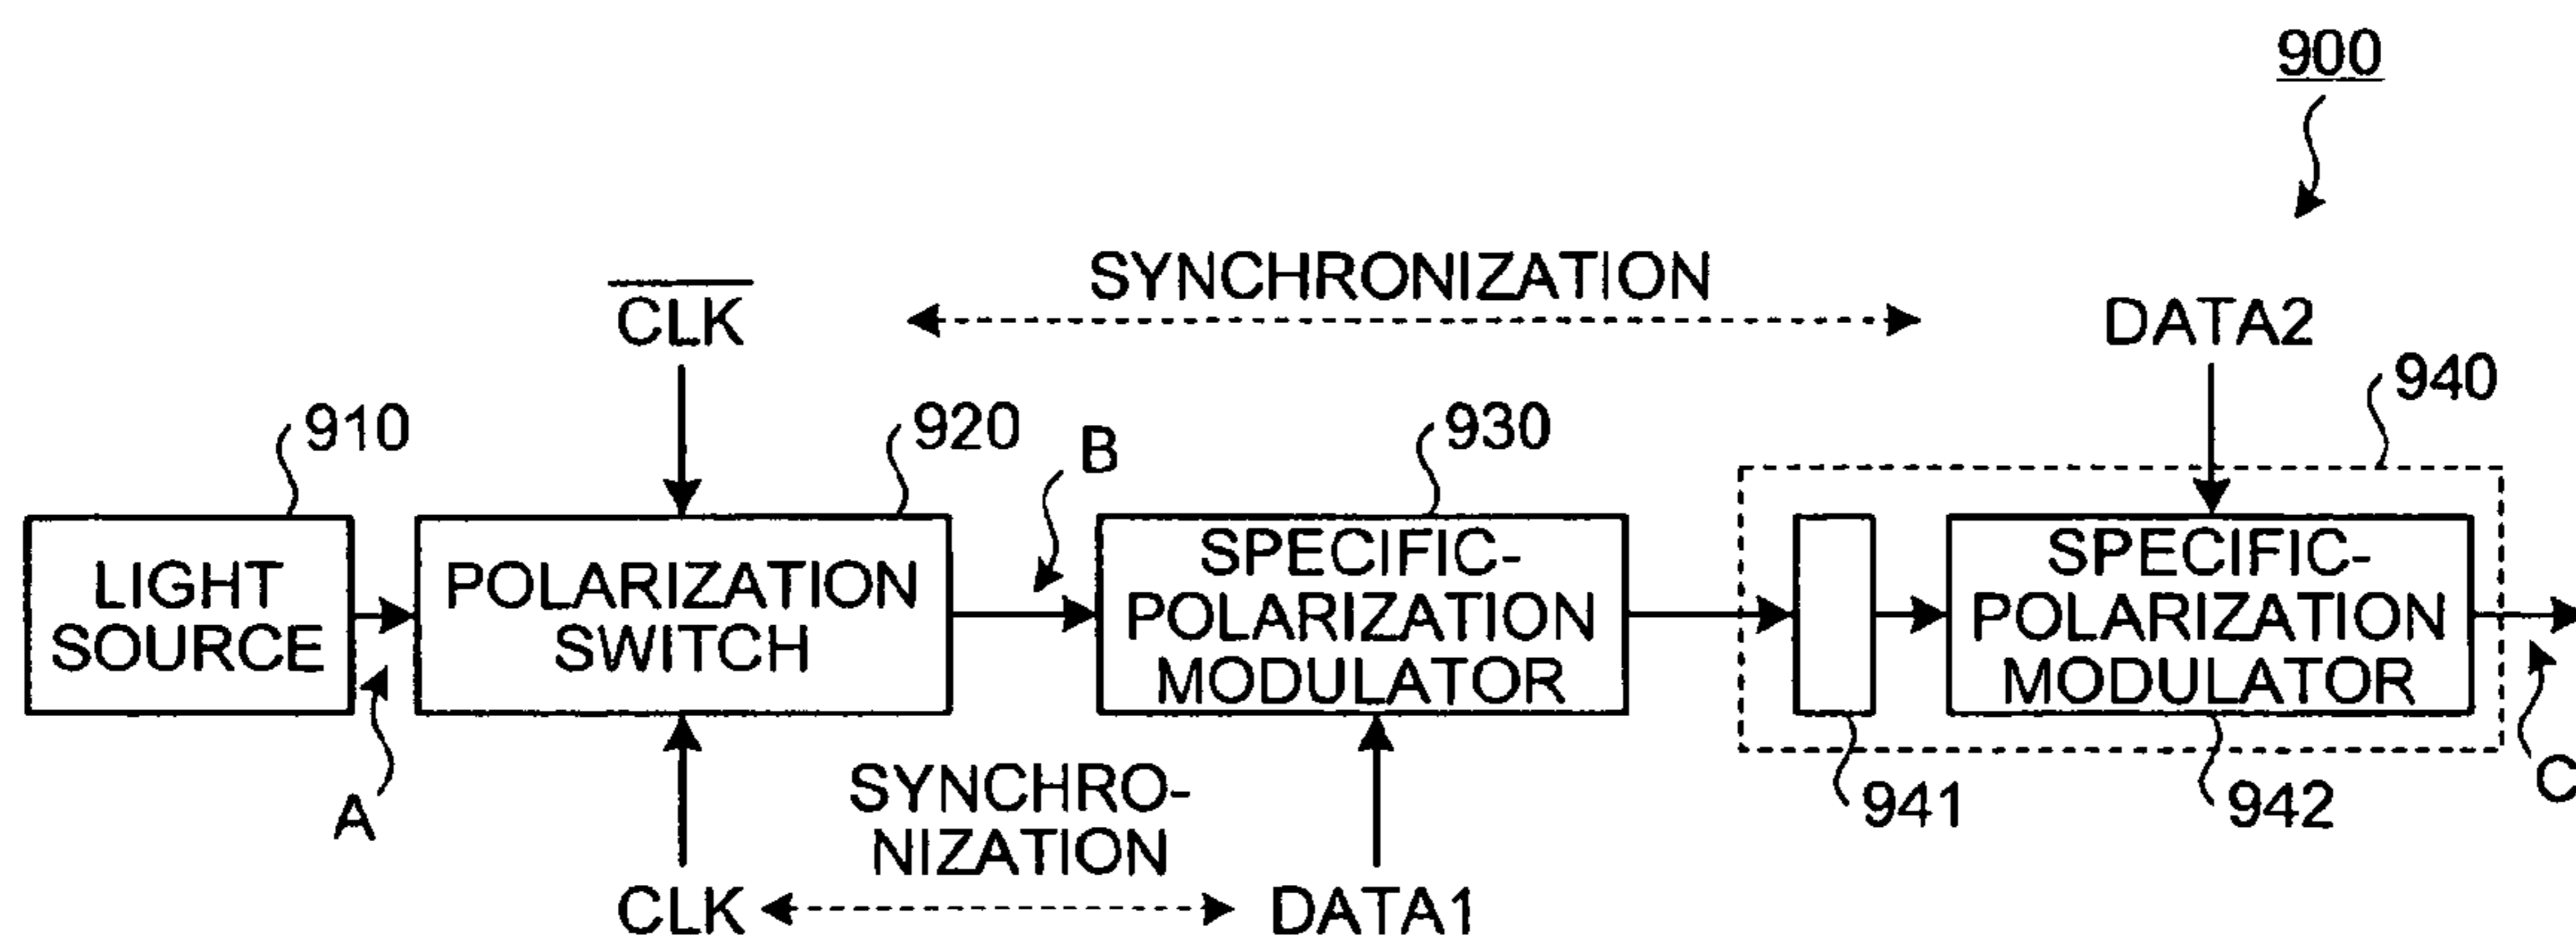 900
SYNCHRONIZATION
CLK
DATA2
940
910
920
B
930
LIGHT
SOURCE
POLARIZATION
SWITCH
SPECIFIC-
POLARIZATION
MODULATOR
SPECIFIC-
POLARIZATION
MODULATOR
A
SYNCHRO-
NIZATION
941
942
C
CLK
DATA1